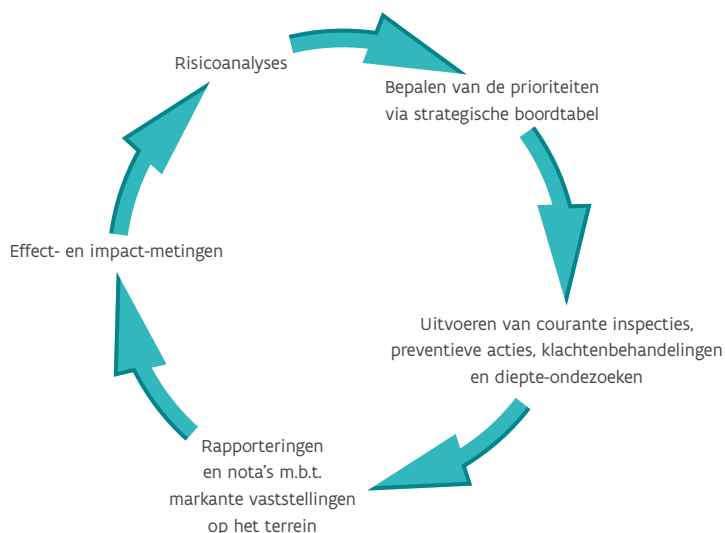 Risicoanalyses
Bepalen van de prioriteiten
via strategische boordtabel
Uitvoeren van courante inspecties,
preventieve acties, klachtenbehandelingen
en diepte-ondezoeken
Rapporteringen
en nota's m.b.t.
markante vaststellingen
op het terrein
Effect- en impact-metingen